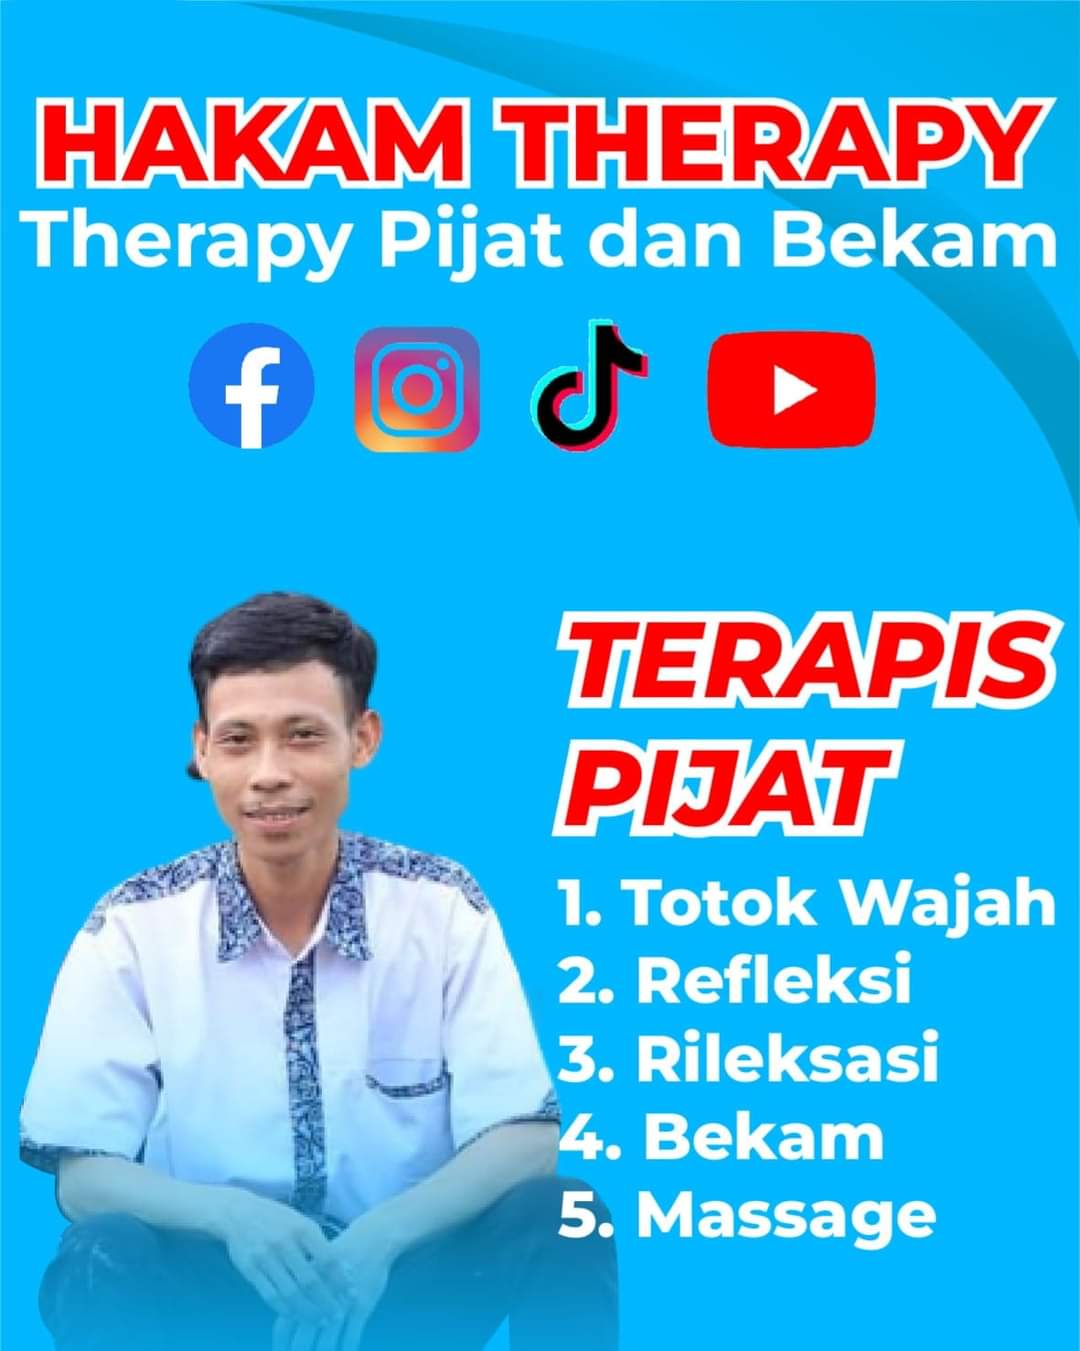 HAKAM THERAPY
Therapy Pijat dan Bekam
TERAPIS
PIJAT
1. Totok Wajah
2. Refleksi
3. Rileksasi
4. Bekam
5. Massage